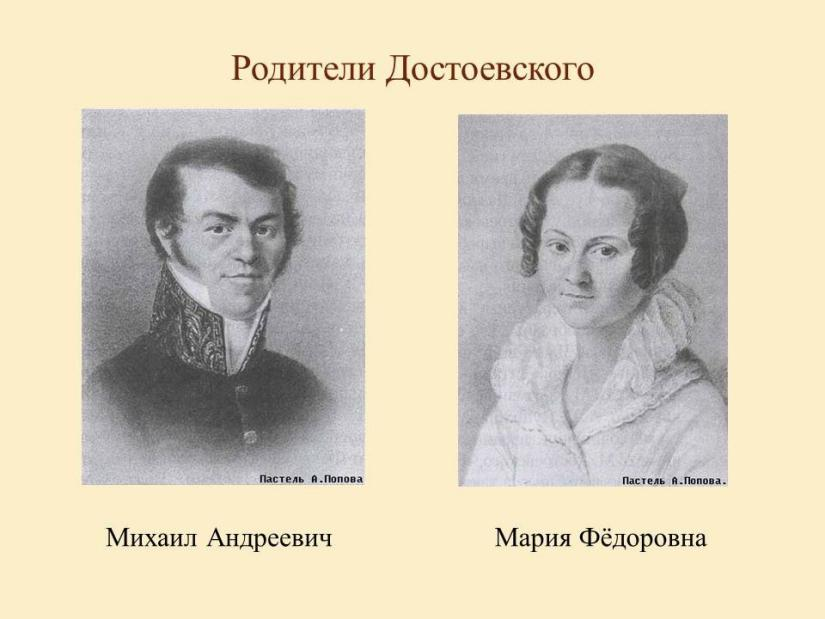 Родители Достоевского
Пастель А.Попова
Пастель А.Попова.
Михаил Андреевич
Мария Фёдоровна